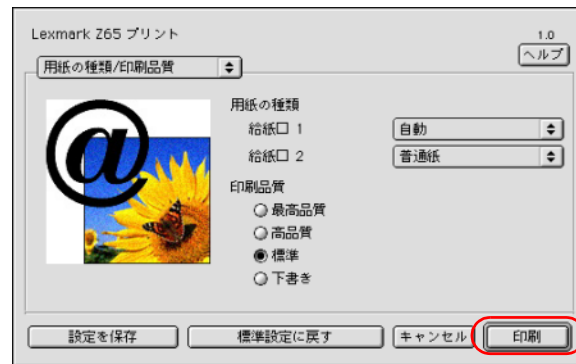 Lexmark Z65 プリント
1.0
ヘルプ
用紙の種類/印刷品質
@
用紙の種類
給紙口 1 自動
給紙口 2 普通紙
印刷品質
最高品質
高品質
標準
下書き
設定を保存 標準設定に戻す キャンセル 印刷